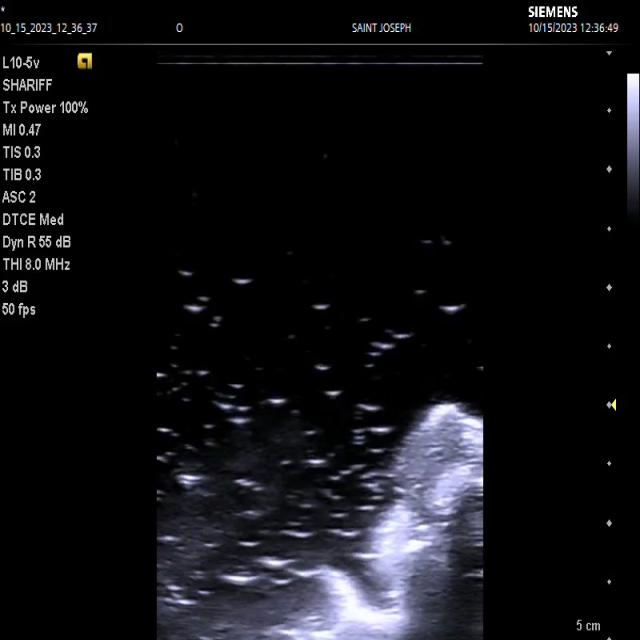 *
SIEMENS
10_15_2023_12_36_37 O SAINT JOSEPH 10/15/2023 12:36:49
L10-5v
SHARIFF
Tx Power 100%
MI 0.47
TIS 0.3
TIB 0.3
ASC 2
DTCE Med
Dyn R 55 dB
THI 8.0 MHz
3 dB
50 fps
5 cm